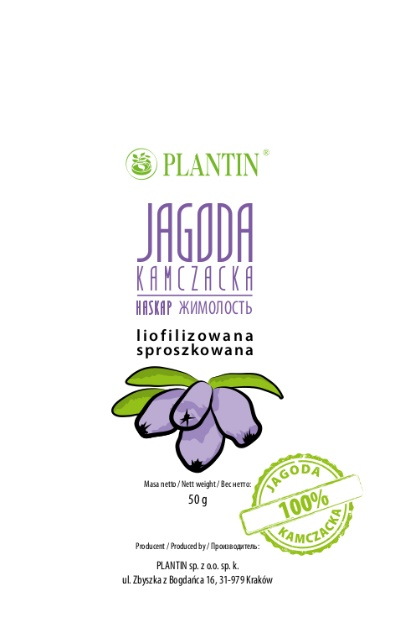 PLANTIN®
JAGODA
KAMCZACKA
HASKAP ЖИМОЛОСТЬ
liofilizowana
sproszkowana
Masa netto / Nett weight / Вес нетто:
50 g
JAGODA
100%
KAMCZACKA
Producent / Produced by / Производитель:
PLANTIN sp. z o.o. sp. k.
ul. Zbyszka z Bogdańca 16, 31-979 Kraków